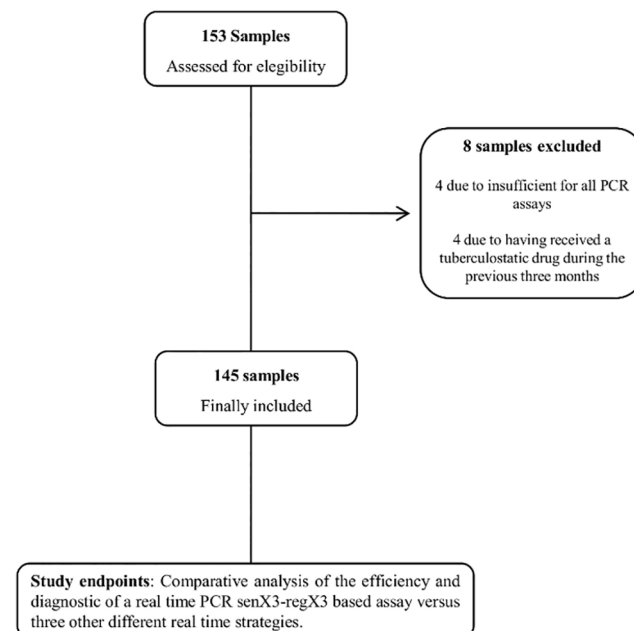 153 Samples
Assessed for elegibility
8 samples excluded
4 due to insufficient for all PCR
assays
4 due to having received a
tuberculostatic drug during the
previous three months
145 samples
Finally included
Study endpoints: Comparative analysis of the efficiency and
diagnostic of a real time PCR senX3-regX3 based assay versus
three other different real time strategies.